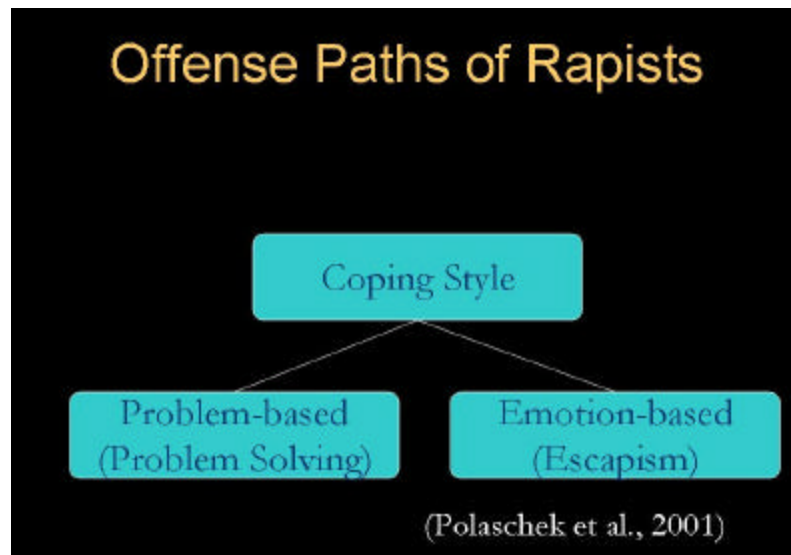 Offense Paths of Rapists
Coping Style
Problem-based
(Problem Solving)
Emotion-based
(Escapism)
(Polaschek et al., 2001)